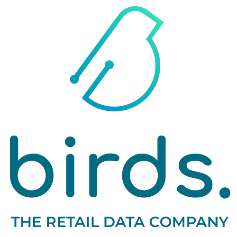 birds.
THE RETAIL DATA COMPANY